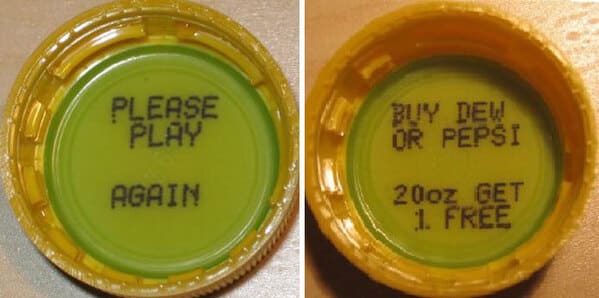 PLEASE
PLAY
AGAIN
BUY DEW
OR PEPSI
20oz GET
1 FREE